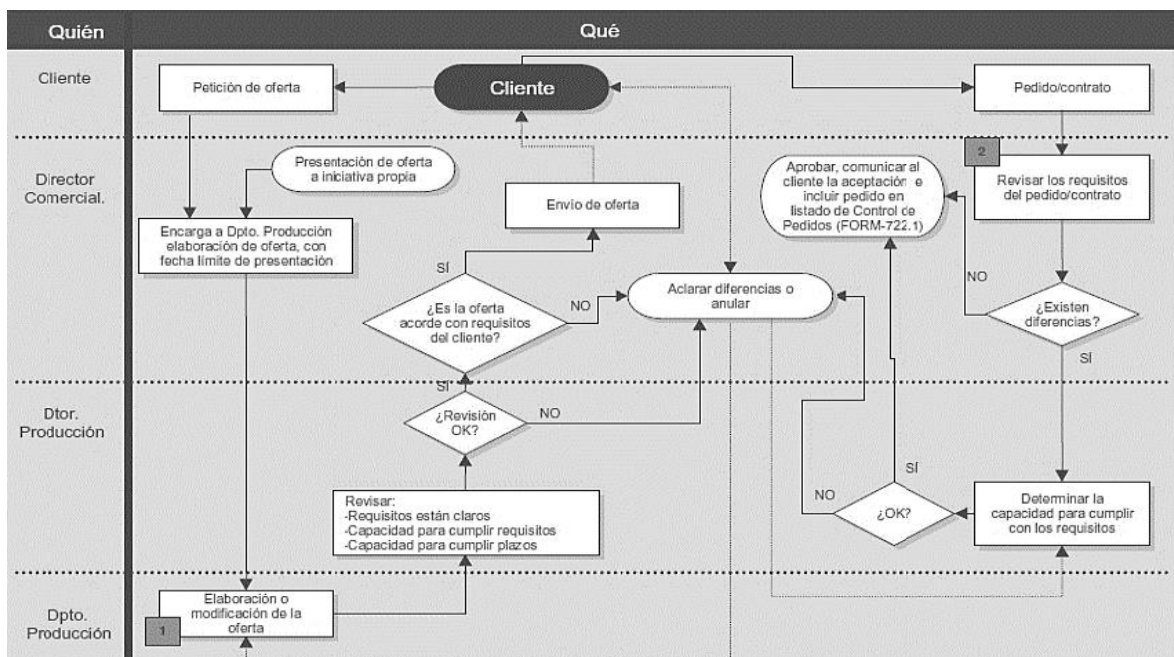 Quién
Qué
Cliente
Petición de oferta
Cliente
Pedido/contrato
Director
Comercial.
Presentación de oferta
a iniciativa propia
Encarga a Dpto. Producción
elaboración de oferta, con
fecha límite de presentación
Envío de oferta
Aprobar, comunicar al
cliente la aceptación e
incluir pedido en
listado de Control de
Pedidos (FORM-722.1)
2
Revisar los requisitos
del pedido/contrato
SÍ
¿Es la oferta
acorde con requisitos
del cliente?
NO
Aclarar diferencias o
anular
NO
¿Existen
diferencias?
SÍ
Dtor.
Producción
SÍ
¿Revisión
OK?
NO
Revisar:
-Requisitos están claros
-Capacidad para cumplir requisitos
-Capacidad para cumplir plazos
NO
SÍ
¿OK?
Determinar la
capacidad para cumplir
con los requisitos
Dpto.
Producción
1
Elaboración o
modificación de la
oferta